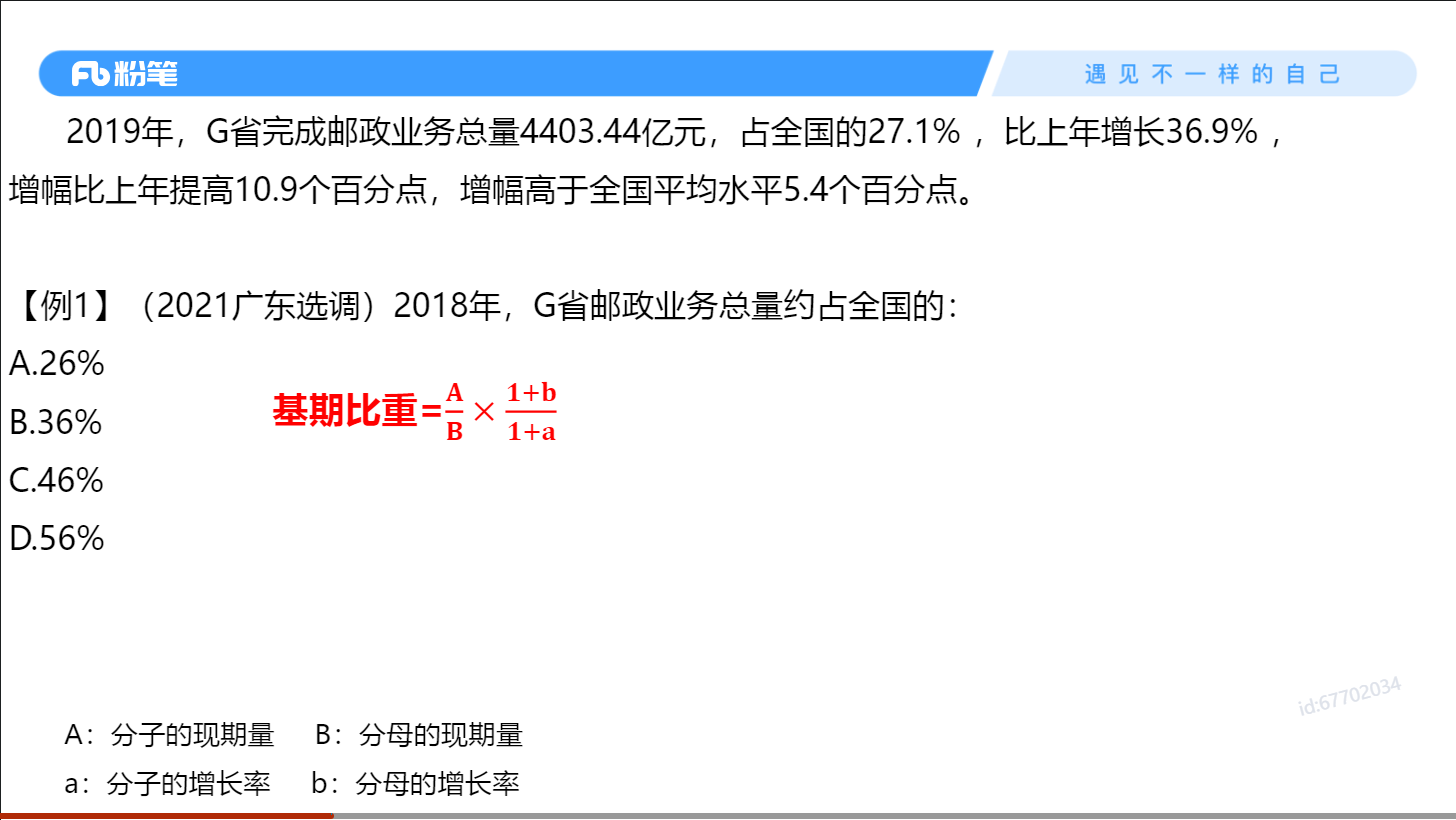 粉笔
遇见不一样的自己
2019年，G省完成邮政业务总量4403.44亿元，占全国的27.1% ，比上年增长36.9% ，
增幅比上年提高10.9个百分点，增幅高于全国平均水平5.4个百分点。
【例1】（2021广东选调）2018年，G省邮政业务总量约占全国的：
A.26%
B.36%
C.46%
D.56%
基期比重=A/B × (1+b)/(1+a)
id:67702034
A：分子的现期量 B：分母的现期量
a：分子的增长率 b：分母的增长率